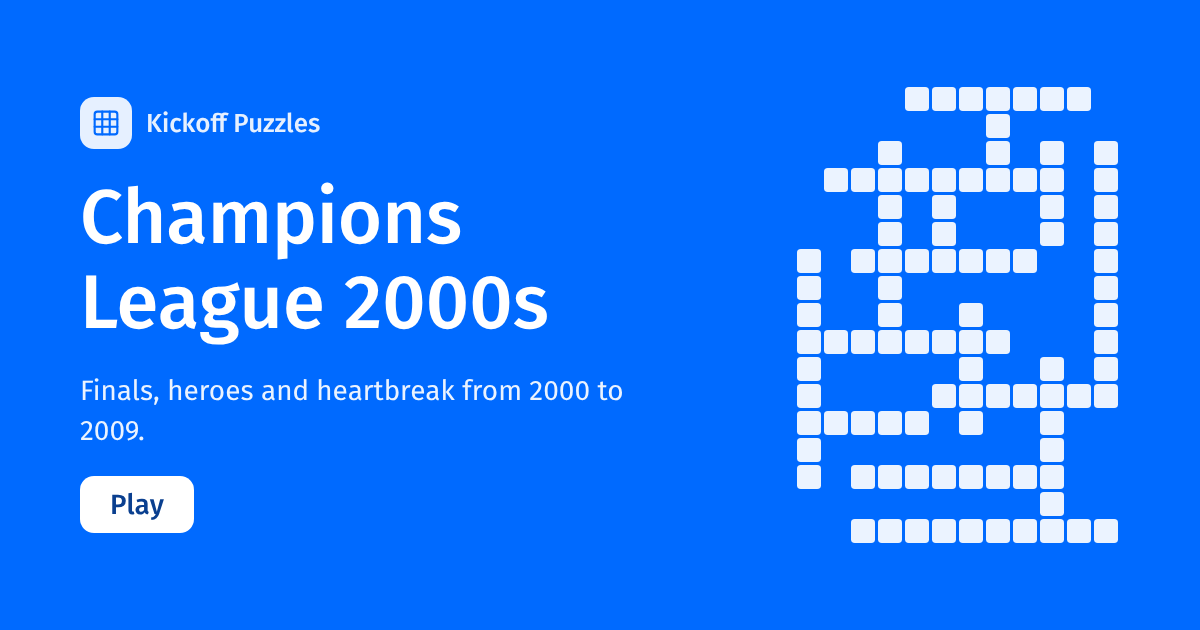 Kickoff Puzzles
Champions
League 2000s
Finals, heroes and heartbreak from 2000 to
2009.
Play